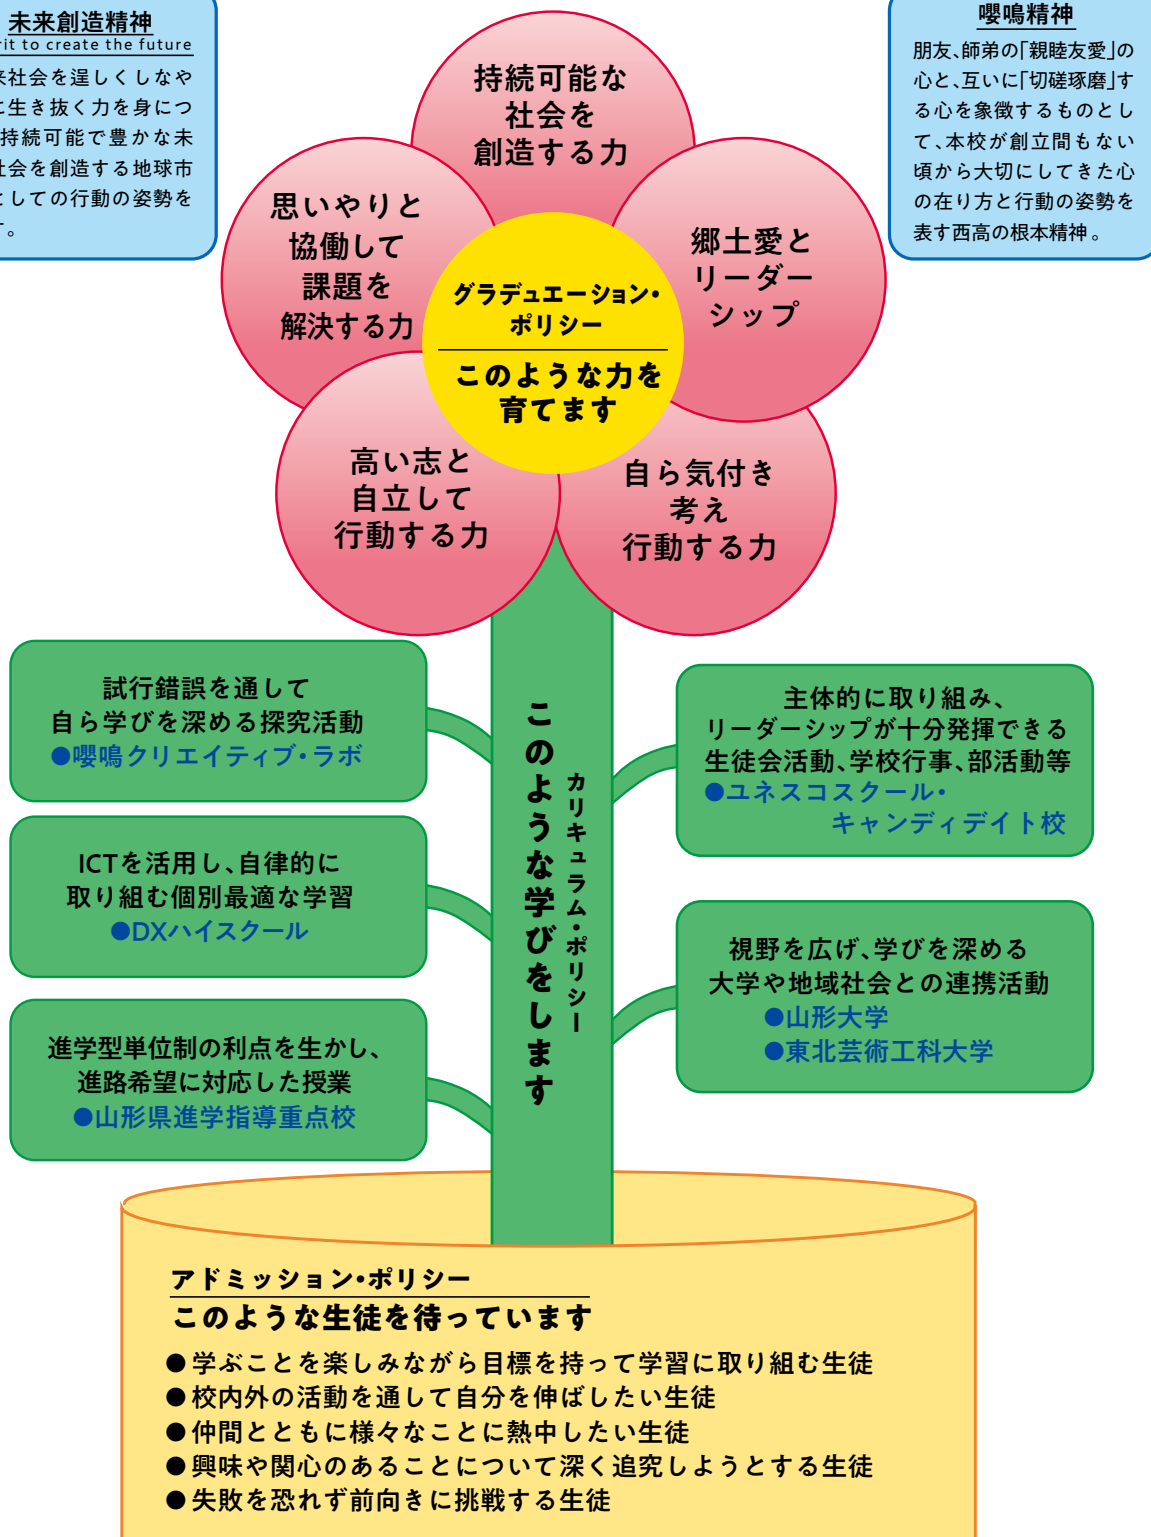 未来創造精神
rit to create the future
来社会を逞しくしなや
に生き抜く力を身につ
持続可能で豊かな未
社会を創造する地球市
としての行動の姿勢を
す。
嚶鳴精神
朋友、師弟の「親睦友愛」の
心と、互いに「切磋琢磨」す
る心を象徴するものとし
て、本校が創立間もない
頃から大切にしてきた心
の在り方と行動の姿勢を
表す西高の根本精神。
持続可能な
社会を
創造する力
思いやりと
協働して
課題を
解決する力
郷土愛と
リーダー
シップ
グラデュエーション・
ポリシー
このような力を
育てます
高い志と
自立して
行動する力
自ら気付き
考え
行動する力
カリキュラム・ポリシー
このような学びをします
試行錯誤を通して
自ら学びを深める探究活動
●嚶鳴クリエイティブ・ラボ
ICTを活用し、自律的に
取り組む個別最適な学習
●DXハイスクール
進学型単位制の利点を生かし、
進路希望に対応した授業
●山形県進学指導重点校
主体的に取り組み、
リーダーシップが十分発揮できる
生徒会活動、学校行事、部活動等
●ユネスコスクール・
キャンディデイト校
視野を広げ、学びを深める
大学や地域社会との連携活動
●山形大学
●東北芸術工科大学
アドミッション・ポリシー
このような生徒を待っています
●学ぶことを楽しみながら目標を持って学習に取り組む生徒
●校内外の活動を通して自分を伸ばしたい生徒
●仲間とともに様々なことに熱中したい生徒
●興味や関心のあることについて深く追究しようとする生徒
●失敗を恐れず前向きに挑戦する生徒